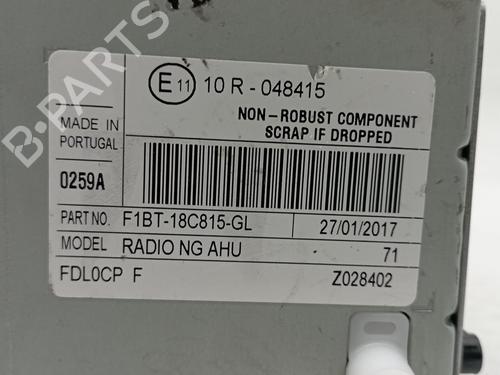 E 11 10 R - 048415
NON-ROBUST COMPONENT
SCRAP IF DROPPED
MADE IN
PORTUGAL
0259A
PART NO. F1BT-18C815-GL 27/01/2017
MODEL RADIO NG AHU 71
FDL0CP F Z028402
B-PARTS